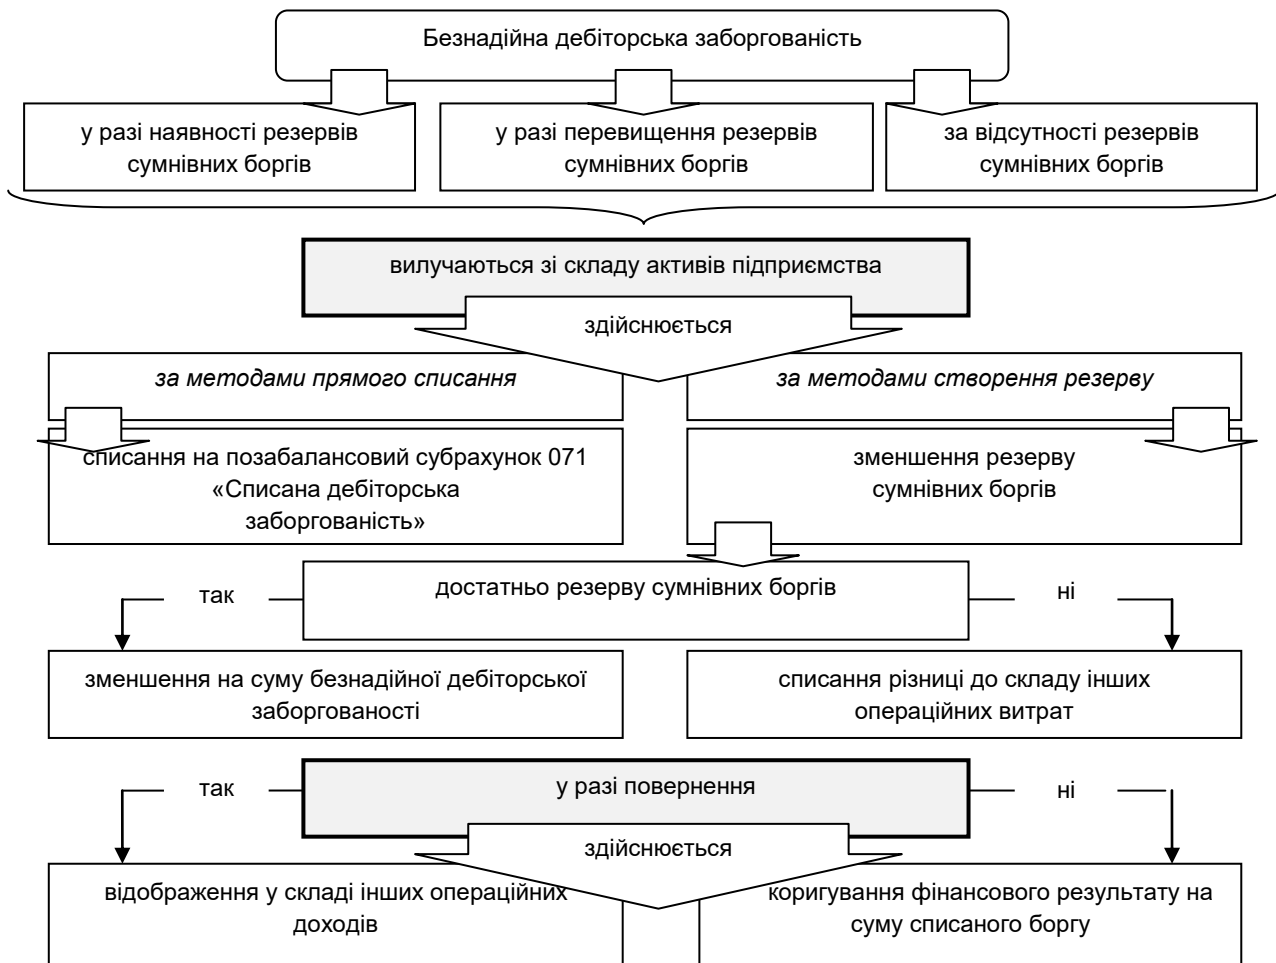 Безнадійна дебіторська заборгованість
у разі наявності резервів
сумнівних боргів
у разі перевищення резервів
сумнівних боргів
за відсутності резервів
сумнівних боргів
вилучаються зі складу активів підприємства
здійснюється
за методами прямого списання
за методами створення резерву
списання на позабалансовий субрахунок 071
«Списана дебіторська
заборгованість»
зменшення резерву
сумнівних боргів
так
достатньо резерву сумнівних боргів
ні
зменшення на суму безнадійної дебіторської
заборгованості
списання різниці до складу інших
операційних витрат
так
у разі повернення
ні
здійснюється
відображення у складі інших операційних
доходів
коригування фінансового результату на
суму списаного боргу